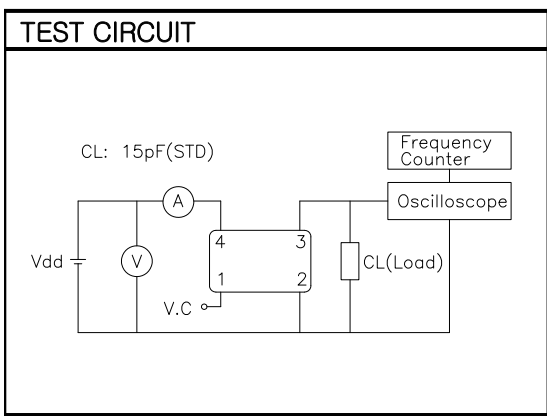 TEST CIRCUIT
CL: 15pF(STD)
Frequency
Counter
Oscilloscope
A
4
3
Vdd
V
CL(Load)
1
2
V.C